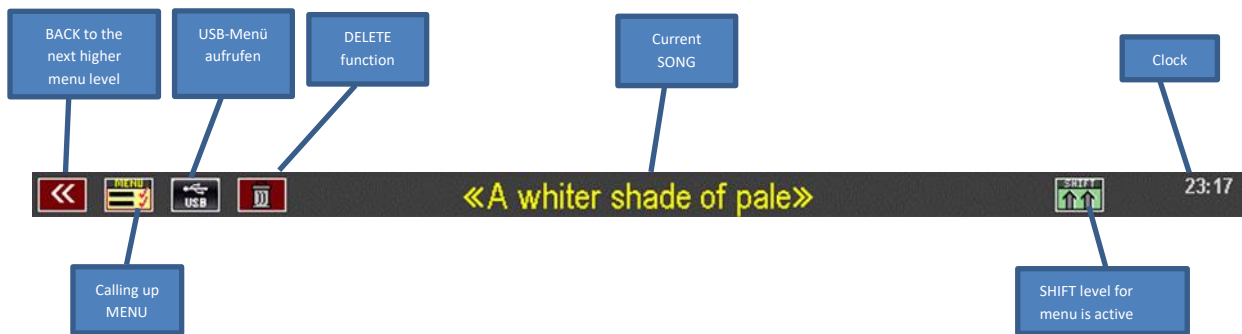 BACK to the
next higher
menu level
USB-Menü
aufrufen
DELETE
function
Current
SONG
Clock
MENU
USB
«A whiter shade of pale»
SHIFT
23:17
Calling up
MENU
SHIFT level for
menu is active